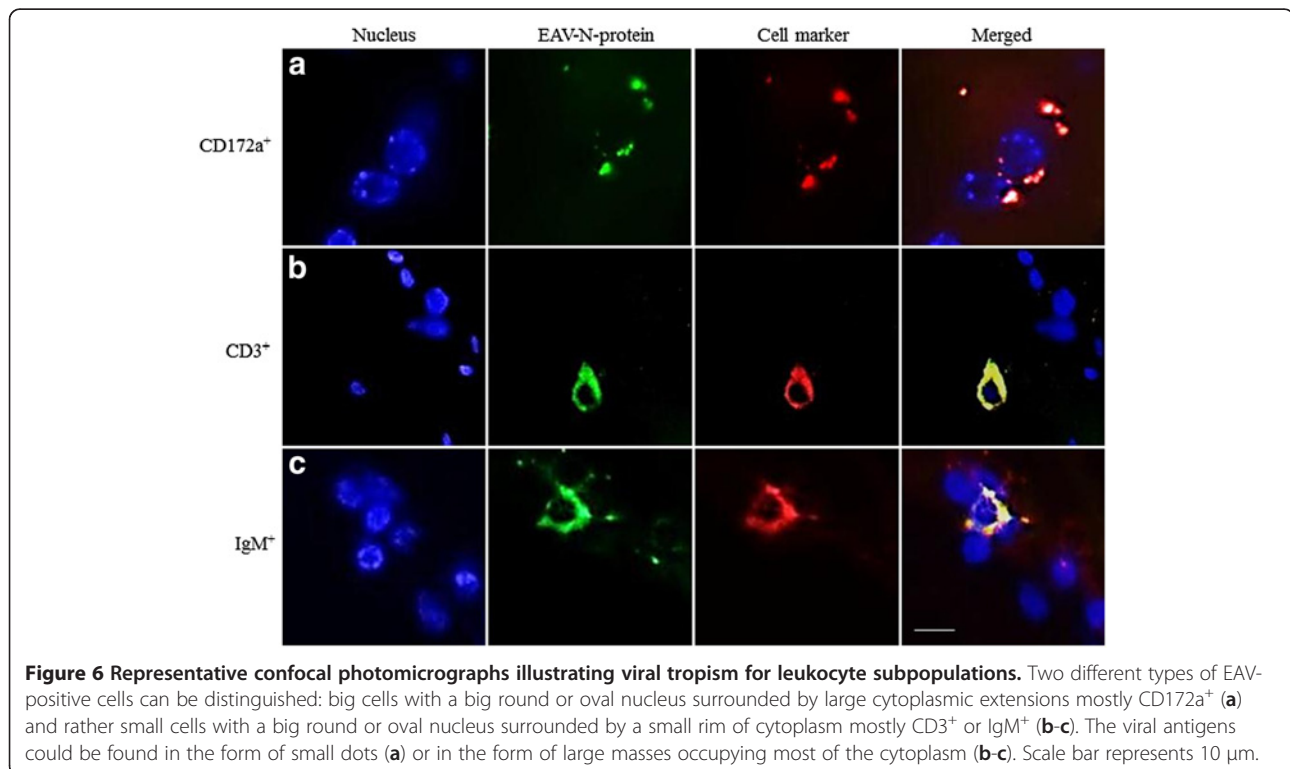 Nucleus EAV-N-protein Cell marker Merged
a
CD172a⁺
b
CD3⁺
c
IgM⁺
Figure 6 Representative confocal photomicrographs illustrating viral tropism for leukocyte subpopulations. Two different types of EAV-
positive cells can be distinguished: big cells with a big round or oval nucleus surrounded by large cytoplasmic extensions mostly CD172a⁺ (a)
and rather small cells with a big round or oval nucleus surrounded by a small rim of cytoplasm mostly CD3⁺ or IgM⁺ (b-c). The viral antigens
could be found in the form of small dots (a) or in the form of large masses occupying most of the cytoplasm (b-c). Scale bar represents 10 μm.